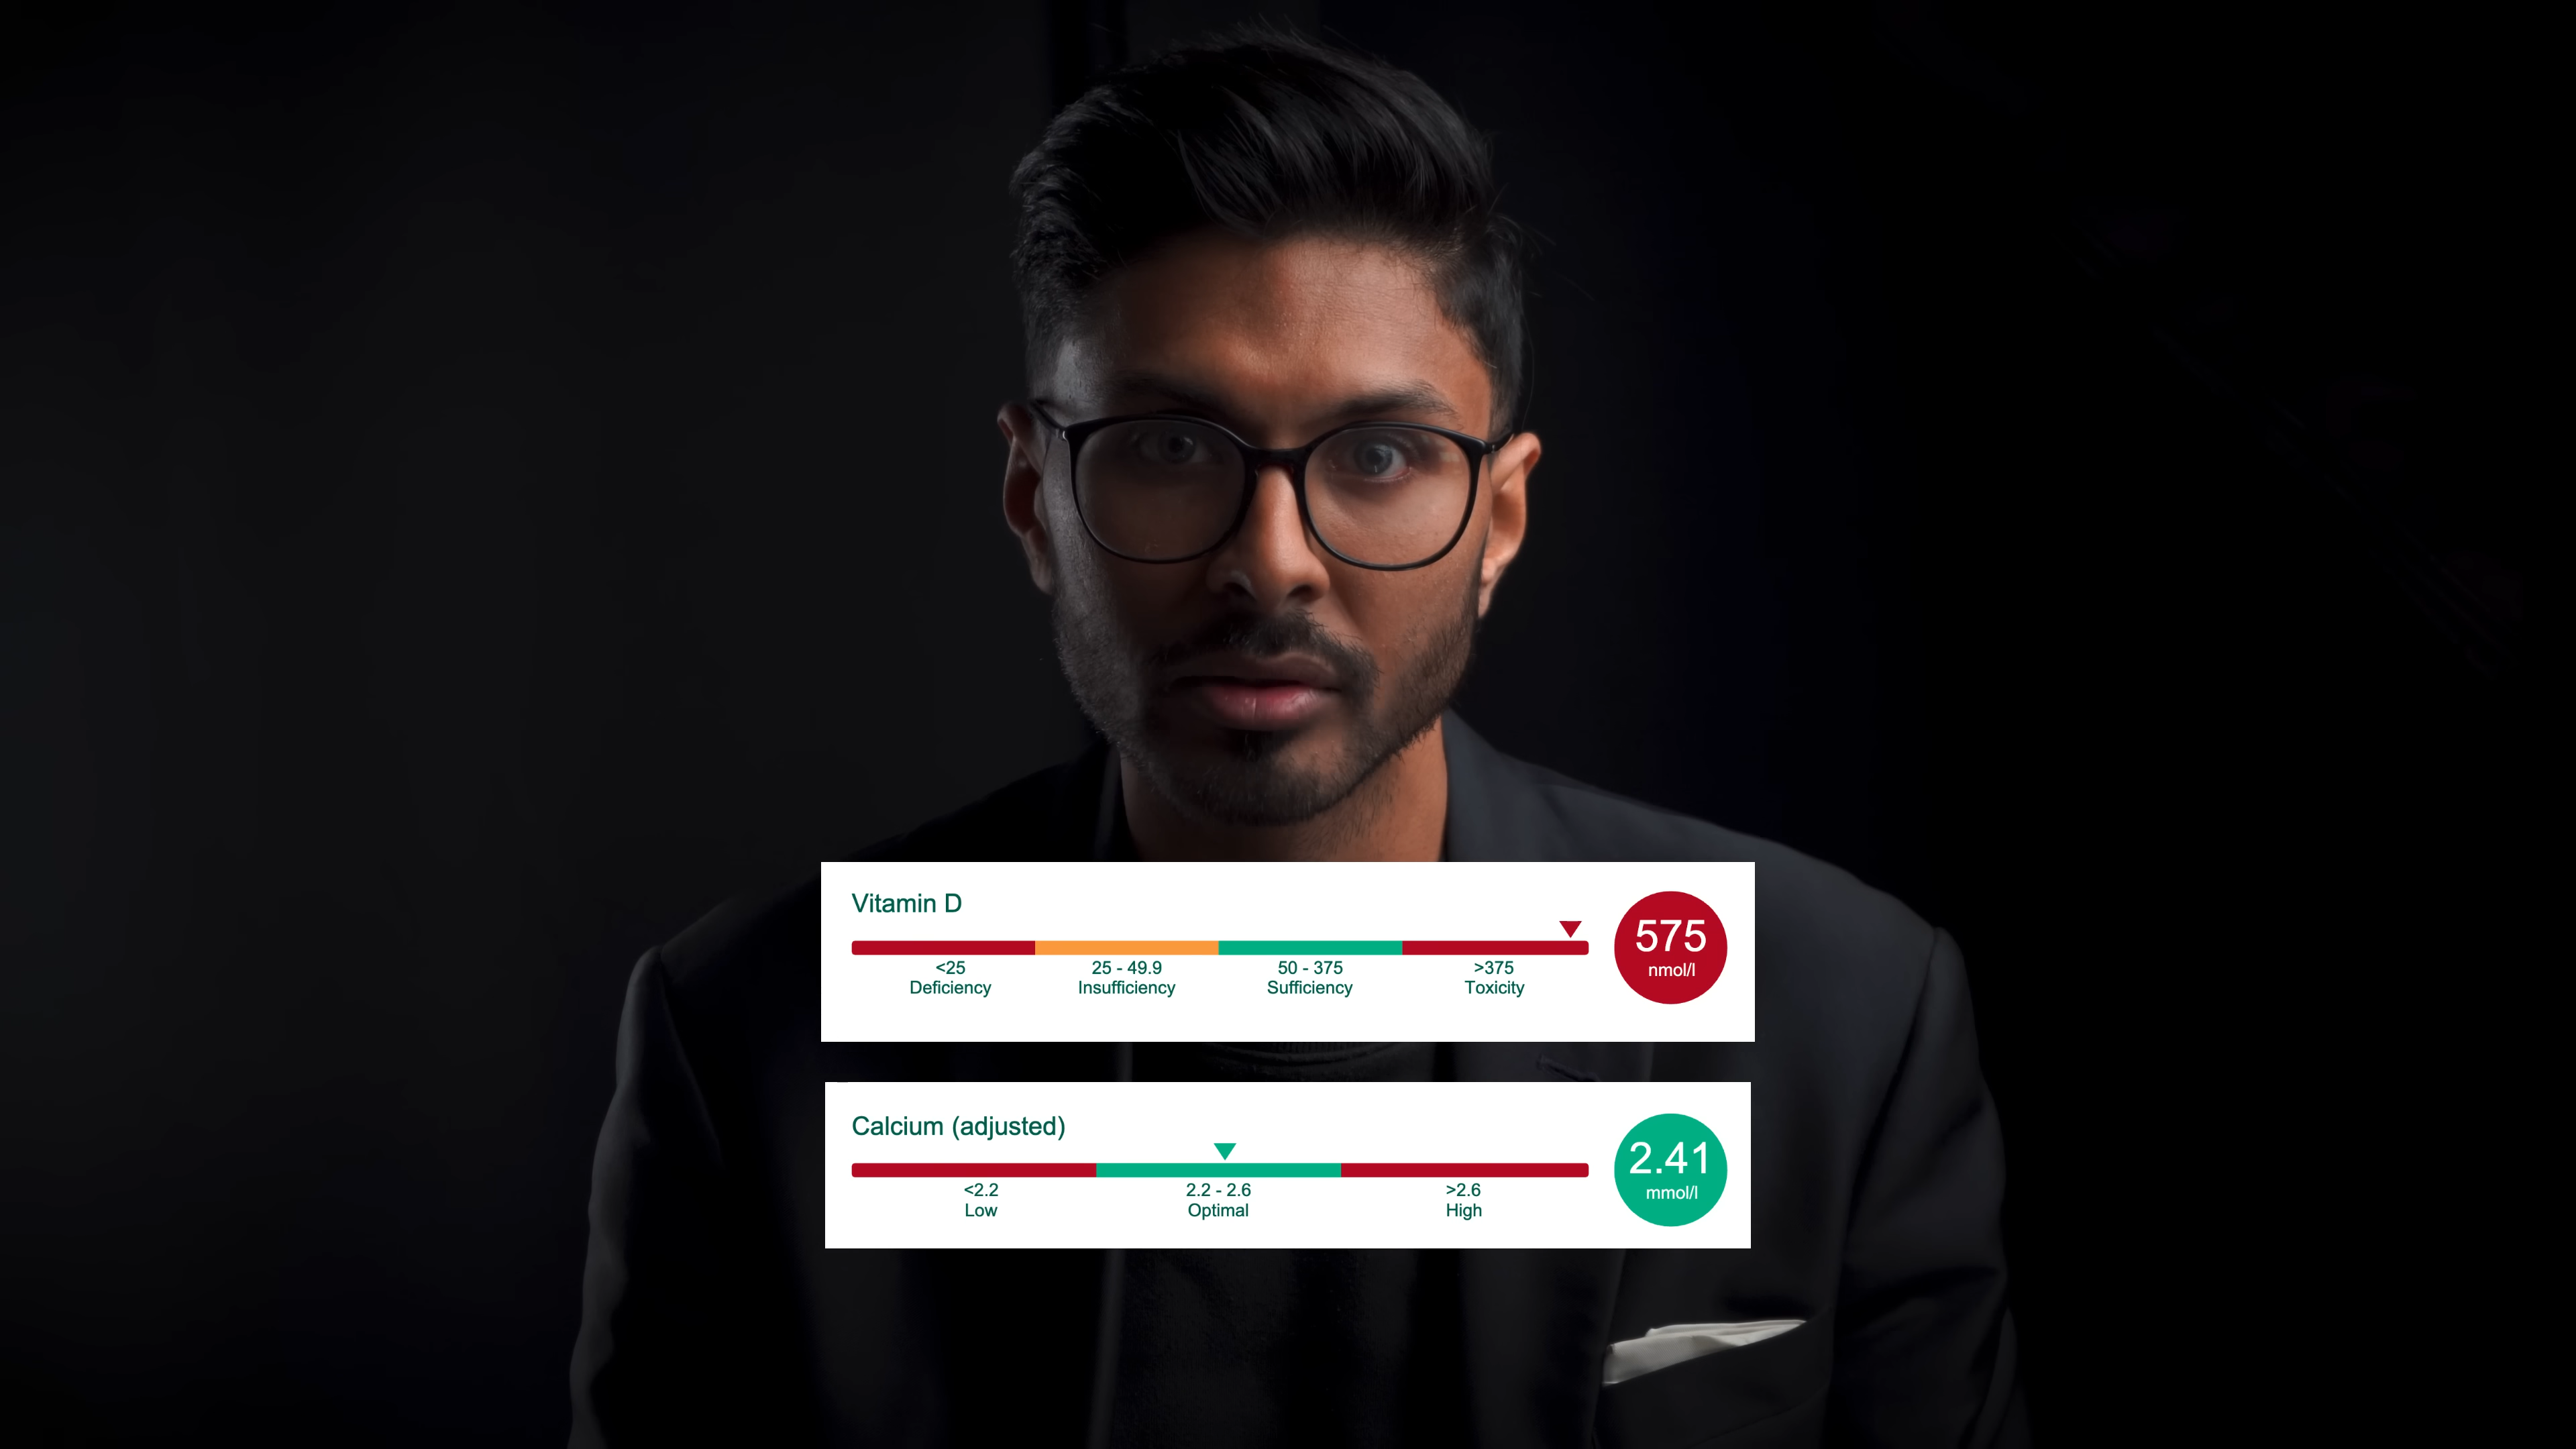 Vitamin D
<25 25 - 49.9 50 - 375 >375
Deficiency Insufficiency Sufficiency Toxicity
575
nmol/l
Calcium (adjusted)
<2.2 2.2 - 2.6 >2.6
Low Optimal High
2.41
mmol/l